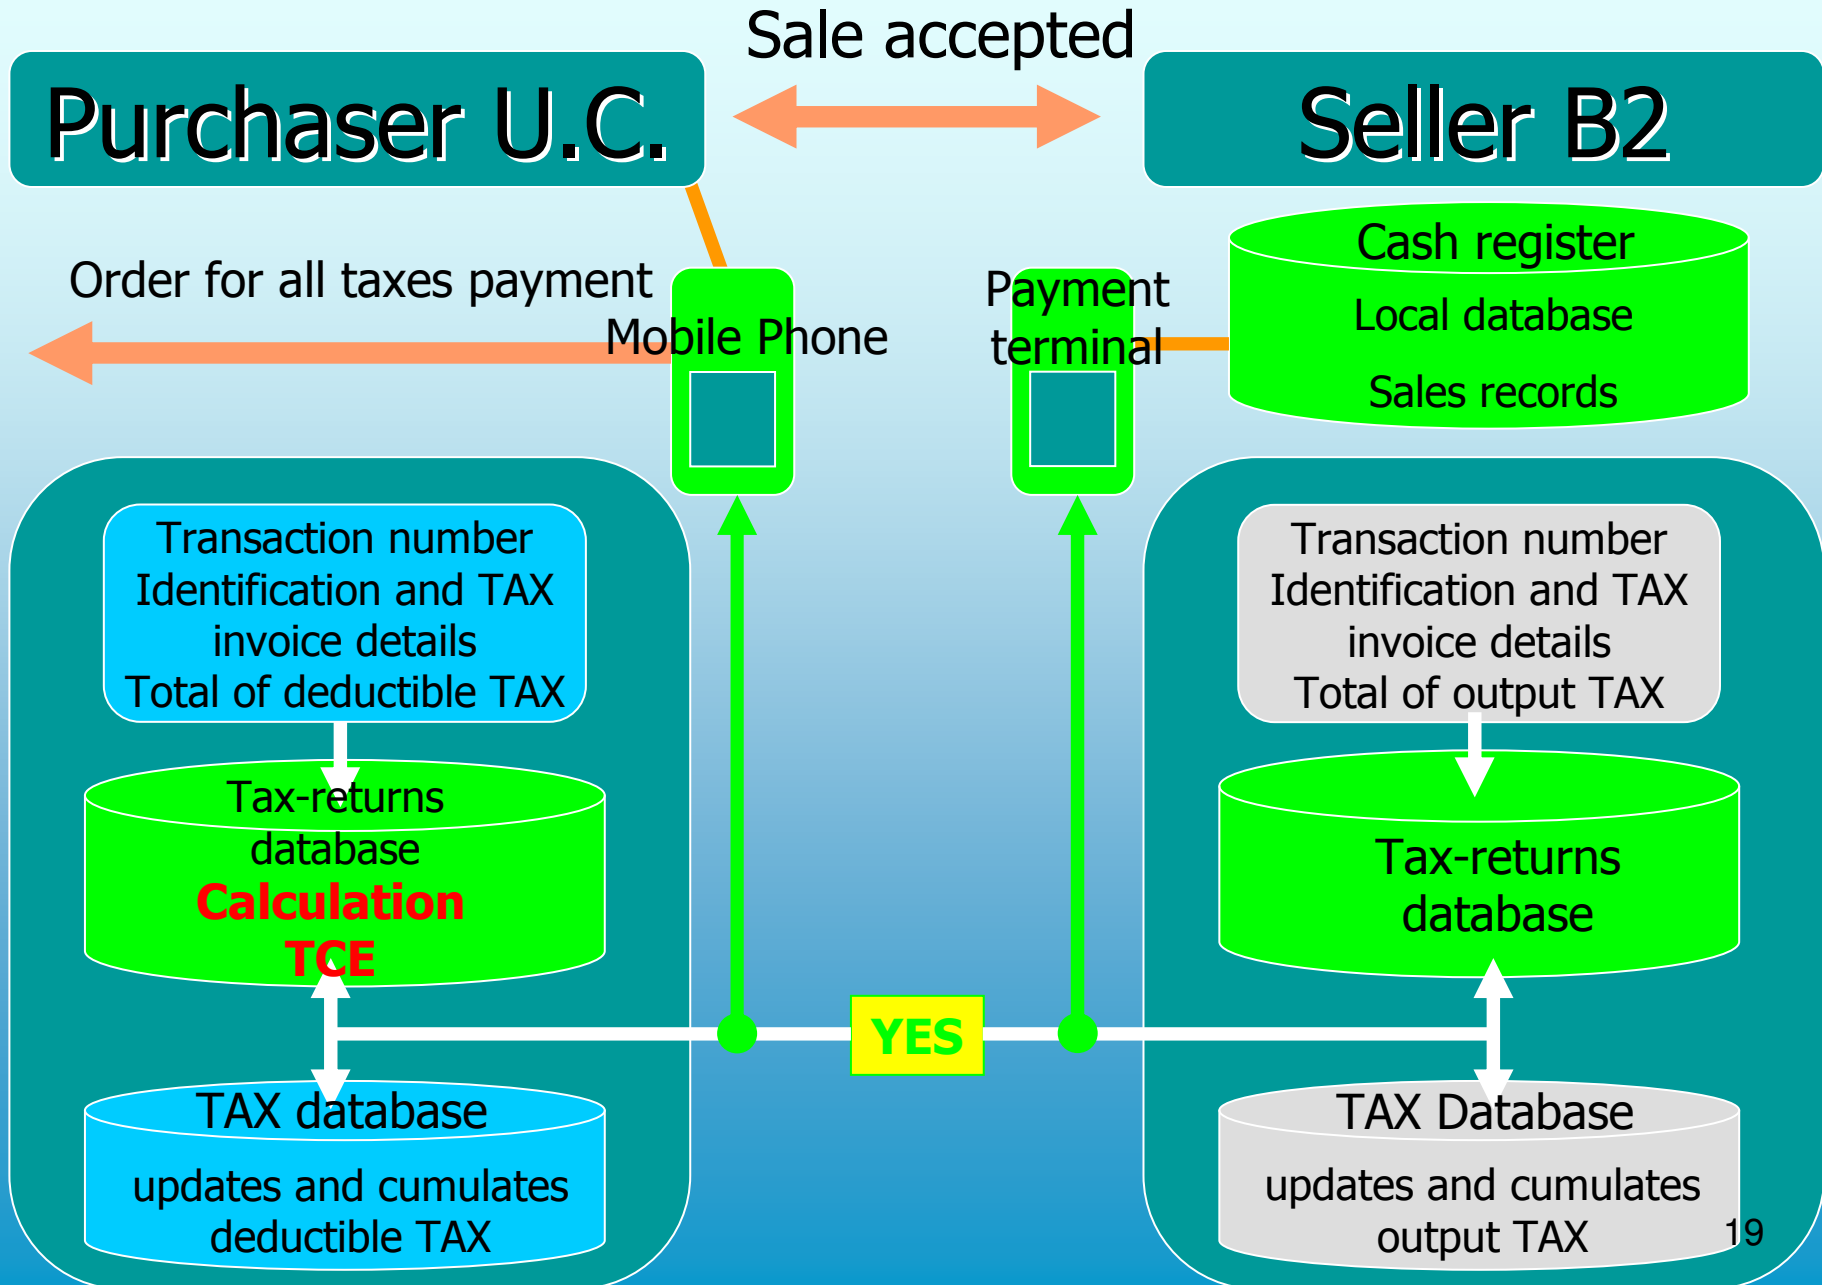 Sale accepted
Purchaser U.C.
Seller B2
Order for all taxes payment
Mobile Phone
Payment
terminal
Cash register
Local database
Sales records
Transaction number
Identification and TAX
invoice details
Total of deductible TAX
Tax-returns
database
Calculation
TCE
TAX database
updates and cumulates
deductible TAX
YES
Transaction number
Identification and TAX
invoice details
Total of output TAX
Tax-returns
database
TAX Database
updates and cumulates
output TAX
19